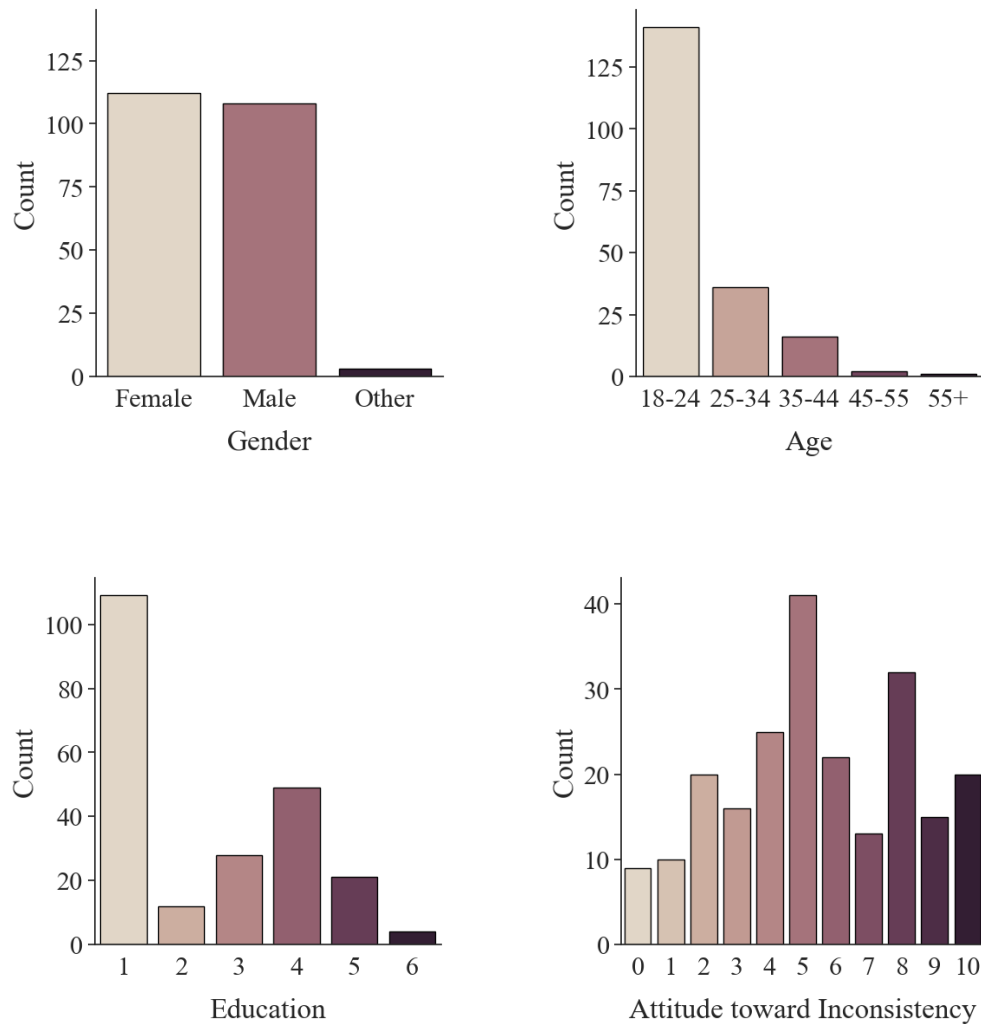 125
100
75
50
25
0
Count
Female Male Other
Gender
125
100
75
50
25
0
Count
18-24 25-34 35-44 45-55 55+
Age
100
80
60
40
20
0
Count
1 2 3 4 5 6
Education
40
30
20
10
0
Count
0 1 2 3 4 5 6 7 8 9 10
Attitude toward Inconsistency